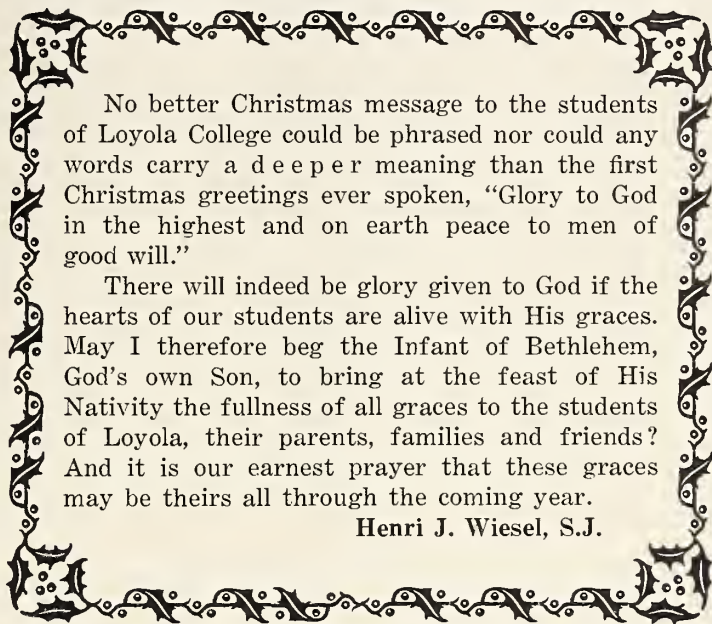 No better Christmas message to the students
of Loyola College could be phrased nor could any
words carry a deeper meaning than the first
Christmas greetings ever spoken, “Glory to God
in the highest and on earth peace to men of
good will.”
There will indeed be glory given to God if the
hearts of our students are alive with His graces.
May I therefore beg the Infant of Bethlehem,
God's own Son, to bring at the feast of His
Nativity the fullness of all graces to the students
of Loyola, their parents, families and friends?
And it is our earnest prayer that these graces
may be theirs all through the coming year.
Henri J. Wiesel, S.J.